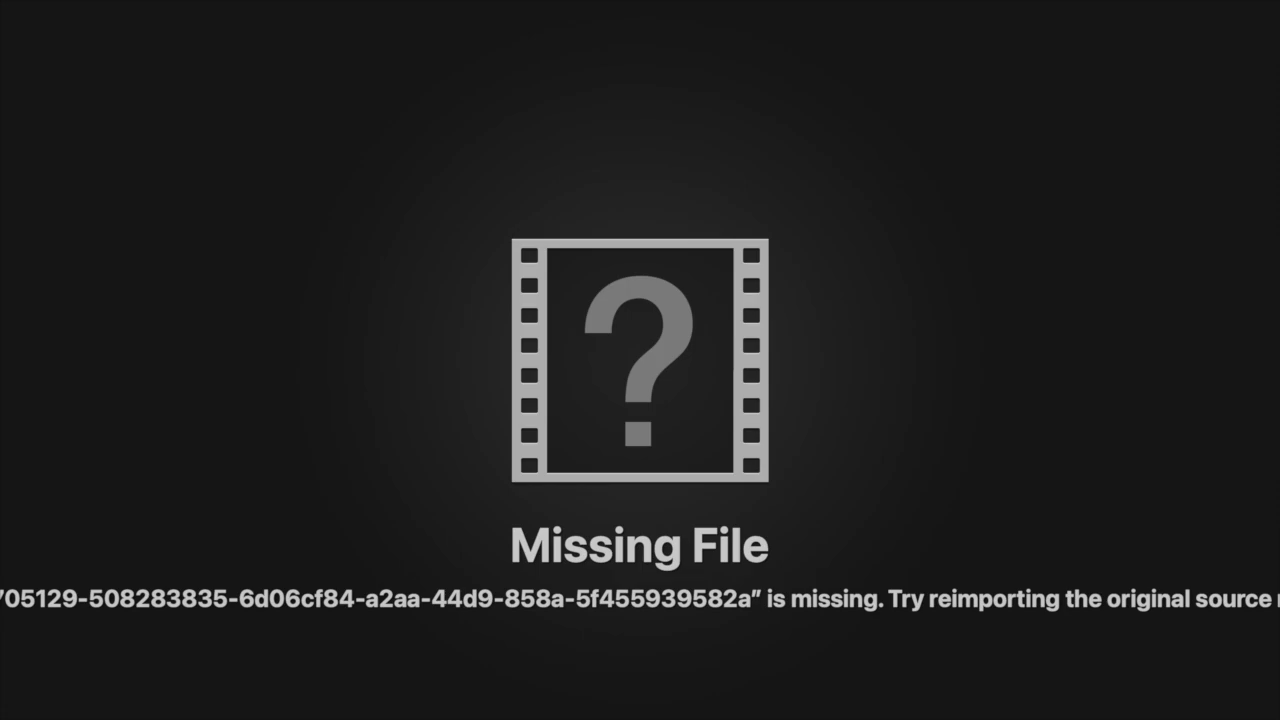 ?
Missing File
705129-508283835-6d06cf84-a2aa-44d9-858a-5f455939582a” is missing. Try reimporting the original source